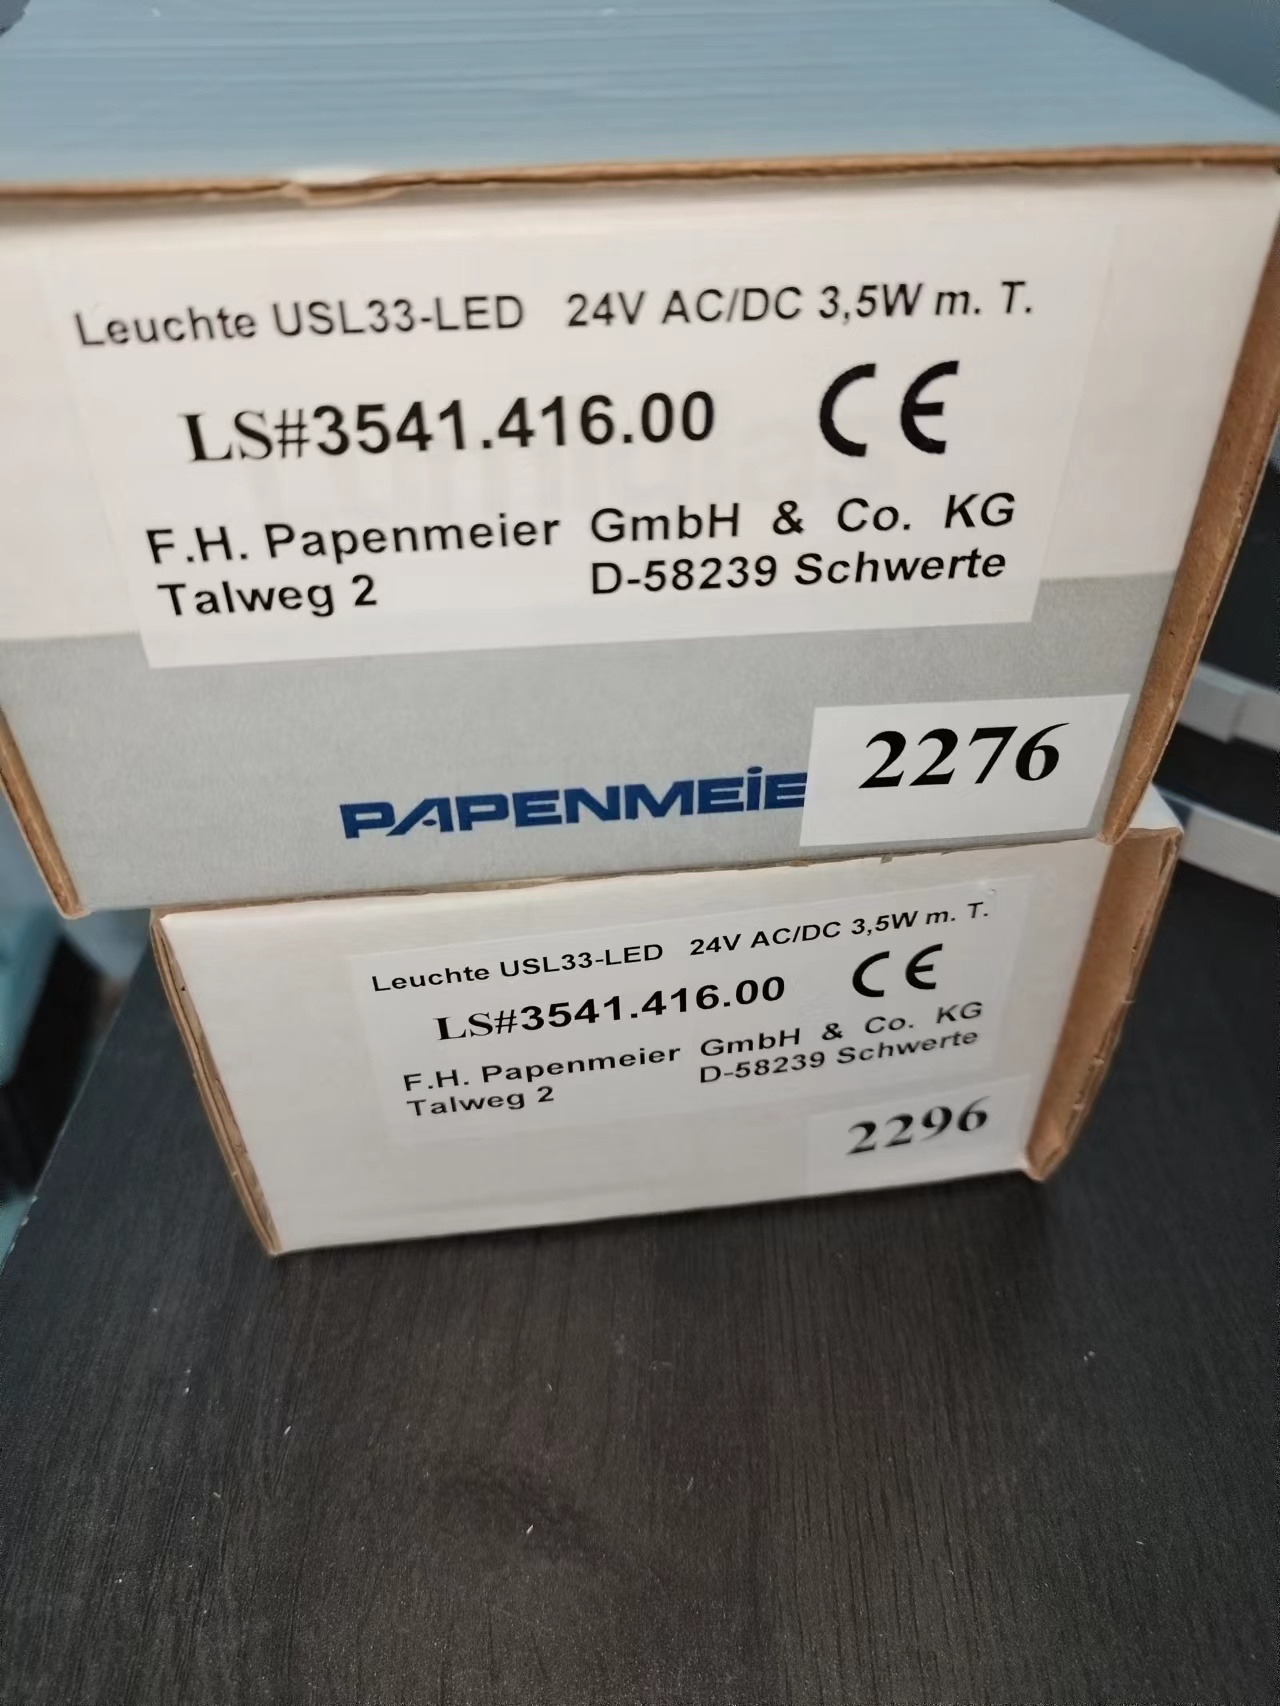 Leuchte USL33-LED 24V AC/DC 3,5W m. T.
LS#3541.416.00 CE
F.H. Papenmeier GmbH & Co. KG
Talweg 2 D-58239 Schwerte
2276
PAPENMEiE
Leuchte USL33-LED 24V AC/DC 3,5W m. T.
LS#3541.416.00 CE
F.H. Papenmeier GmbH & Co. KG
Talweg 2 D-58239 Schwerte
2296